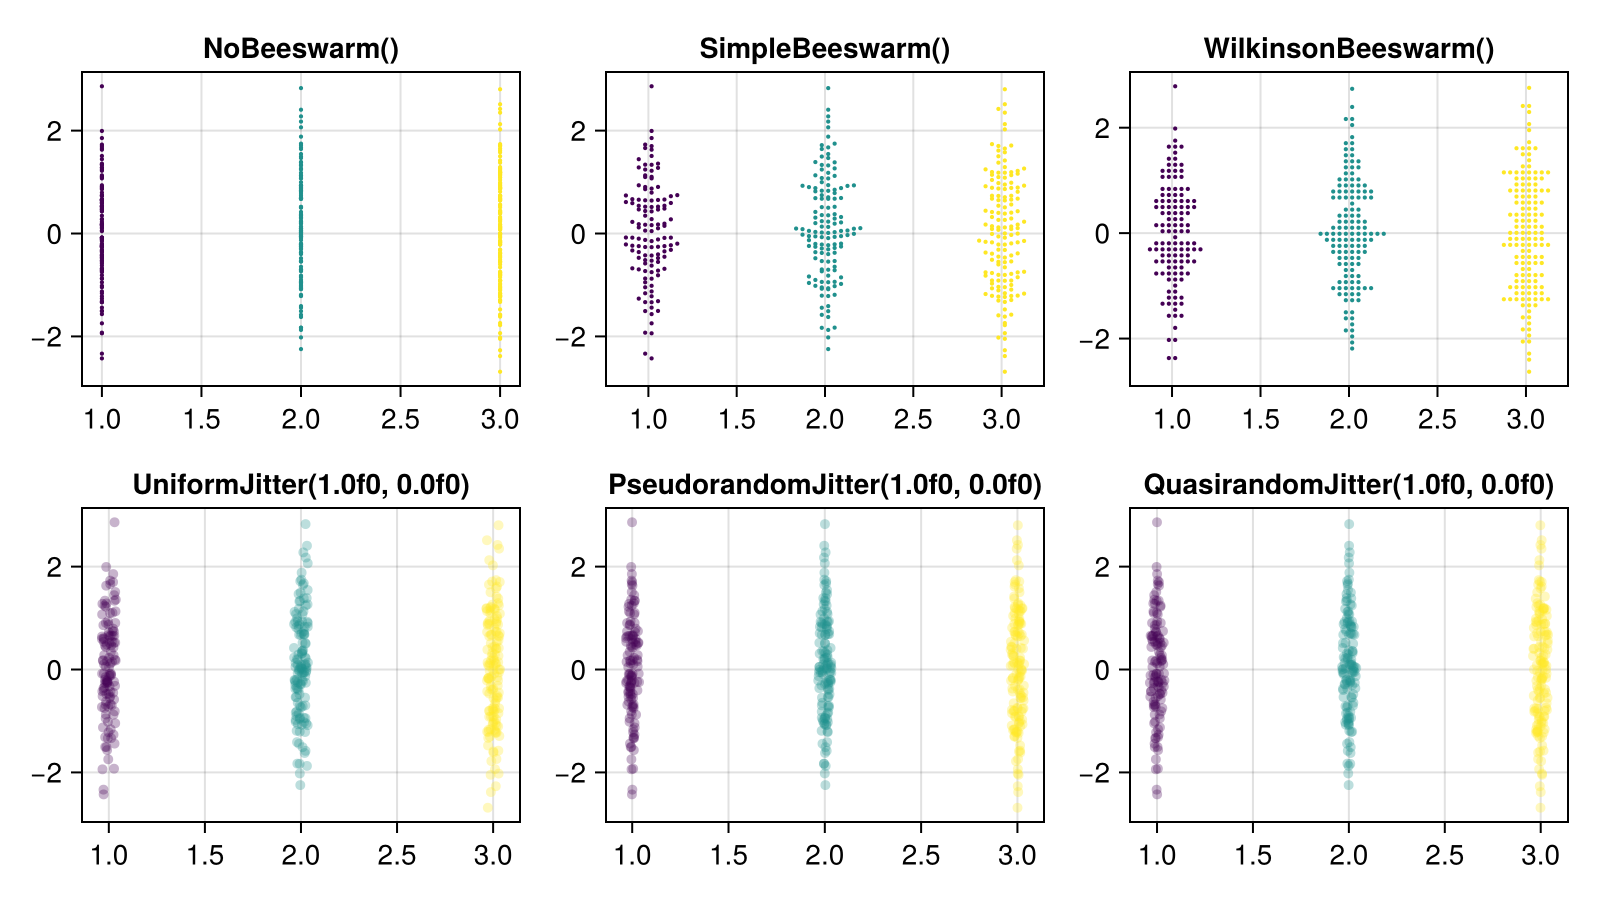 NoBeeswarm()
SimpleBeeswarm()
WilkinsonBeeswarm()
2
0
−2
1.0 1.5 2.0 2.5 3.0
2
0
−2
1.0 1.5 2.0 2.5 3.0
2
0
−2
1.0 1.5 2.0 2.5 3.0
UniformJitter(1.0f0, 0.0f0)
PseudorandomJitter(1.0f0, 0.0f0)
QuasirandomJitter(1.0f0, 0.0f0)
2
0
−2
1.0 1.5 2.0 2.5 3.0
2
0
−2
1.0 1.5 2.0 2.5 3.0
2
0
−2
1.0 1.5 2.0 2.5 3.0